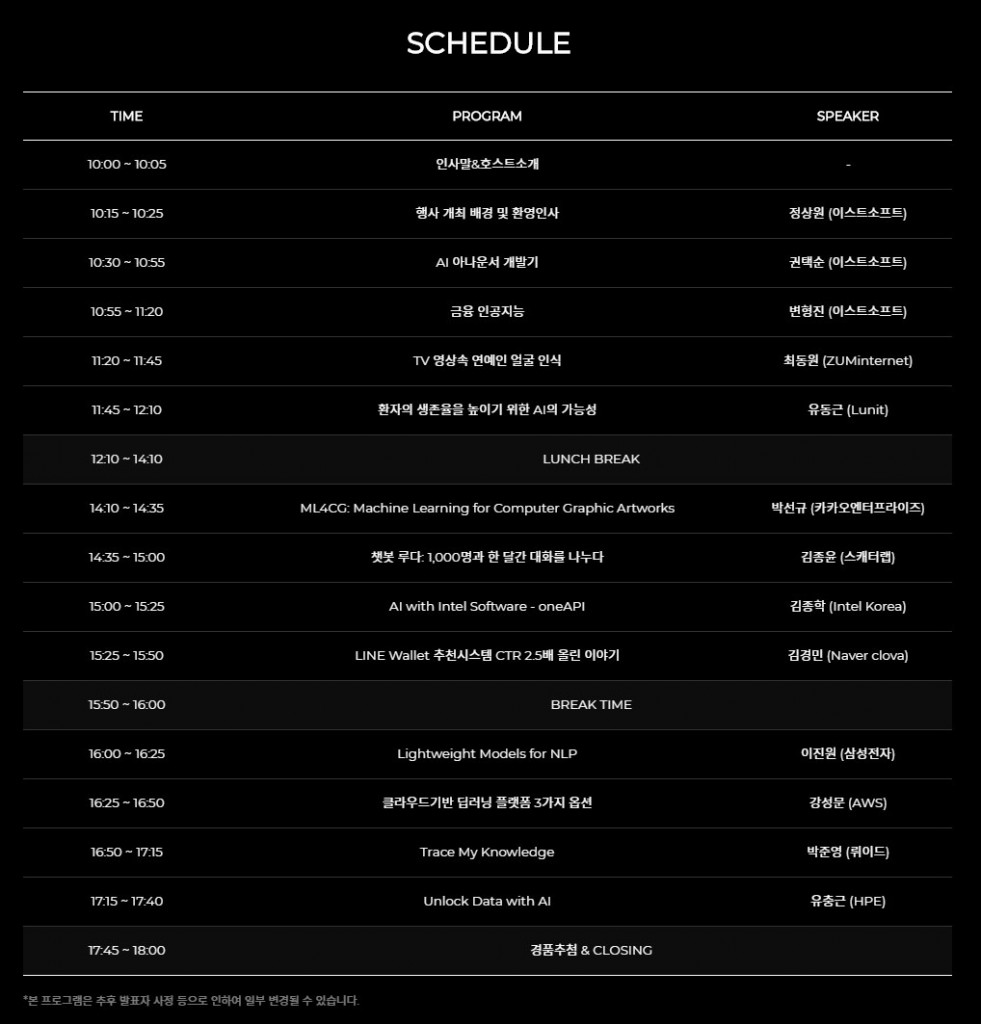 SCHEDULE
TIME PROGRAM SPEAKER
10:00 ~ 10:05 인사말&호스트소개 -
10:15 ~ 10:25 행사 개최 배경 및 환영인사 정상원 (이스트소프트)
10:30 ~ 10:55 AI 아나운서 개발기 권택순 (이스트소프트)
10:55 ~ 11:20 금융 인공지능 변형진 (이스트소프트)
11:20 ~ 11:45 TV 영상속 연예인 얼굴 인식 최동원 (ZUMinternet)
11:45 ~ 12:10 환자의 생존율을 높이기 위한 AI의 가능성 유동근 (Lunit)
12:10 ~ 14:10 LUNCH BREAK
14:10 ~ 14:35 ML4CG: Machine Learning for Computer Graphic Artworks 박선규 (카카오엔터프라이즈)
14:35 ~ 15:00 챗봇 루다: 1,000명과 한 달간 대화를 나누다 김종윤 (스캐터랩)
15:00 ~ 15:25 AI with Intel Software - oneAPI 김종학 (Intel Korea)
15:25 ~ 15:50 LINE Wallet 추천시스템 CTR 2.5배 올린 이야기 김경민 (Naver clova)
15:50 ~ 16:00 BREAK TIME
16:00 ~ 16:25 Lightweight Models for NLP 이진원 (삼성전자)
16:25 ~ 16:50 클라우드기반 딥러닝 플랫폼 3가지 옵션 강성문 (AWS)
16:50 ~ 17:15 Trace My Knowledge 박준영 (뤼이드)
17:15 ~ 17:40 Unlock Data with AI 유충근 (HPE)
17:45 ~ 18:00 경품추첨 & CLOSING
*본 프로그램은 추후 발표자 사정 등으로 인하여 일부 변경될 수 있습니다.